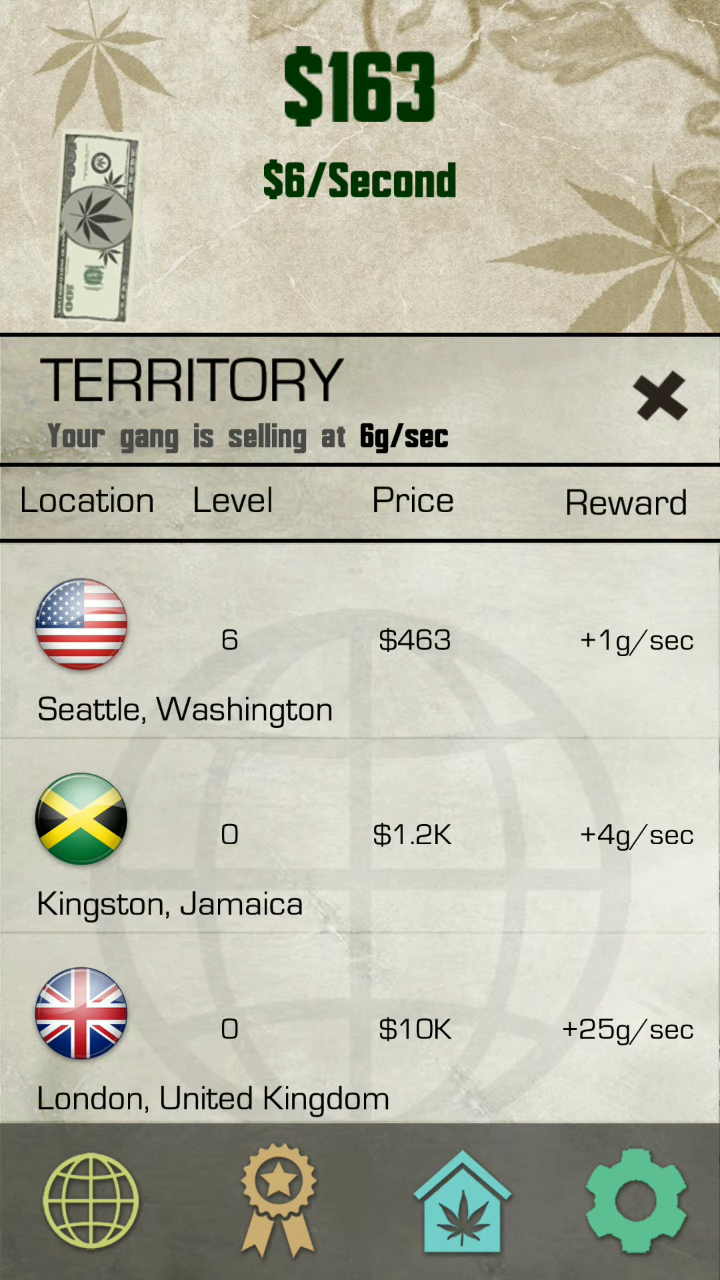 $163
$6/Second
TERRITORY
Your gang is selling at 6g/sec
Location Level Price Reward
6 $463 +1g/sec
Seattle, Washington
0 $1.2K +4g/sec
Kingston, Jamaica
0 $10K +25g/sec
London, United Kingdom